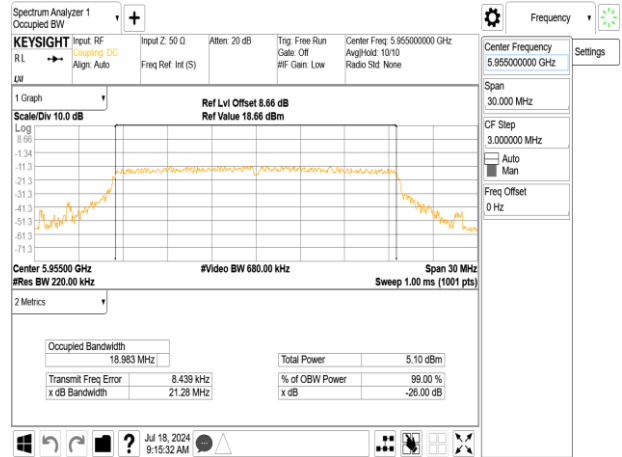 Spectrum Analyzer 1
Occupied BW
+
Frequency
KEYSIGHT Input: RF Input Z: 50 Ω Atten: 20 dB Trig: Free Run Center Freq: 5.955000000 GHz
RL Coupling: DC Gate: Off Avg|Hold: 10/10
Align: Auto Freq Ref: Int (S) #IF Gain: Low Radio Std: None
LXI
Center Frequency
5.955000000 GHz
Settings
Span
30.000 MHz
CF Step
3.000000 MHz
Auto
Man
Freq Offset
0 Hz
1 Graph
Ref Lvl Offset 8.66 dB
Scale/Div 10.0 dB Ref Value 18.66 dBm
Log
8.66
-1.34
-11.3
-21.3
-31.3
-41.3
-51.3
-61.3
-71.3
Center 5.95500 GHz #Video BW 680.00 kHz Span 30 MHz
#Res BW 220.00 kHz Sweep 1.00 ms (1001 pts)
2 Metrics
Occupied Bandwidth
18.983 MHz Total Power 5.10 dBm
Transmit Freq Error 8.439 kHz % of OBW Power 99.00 %
x dB Bandwidth 21.28 MHz x dB -26.00 dB
? Jul 18, 2024
9:15:32 AM